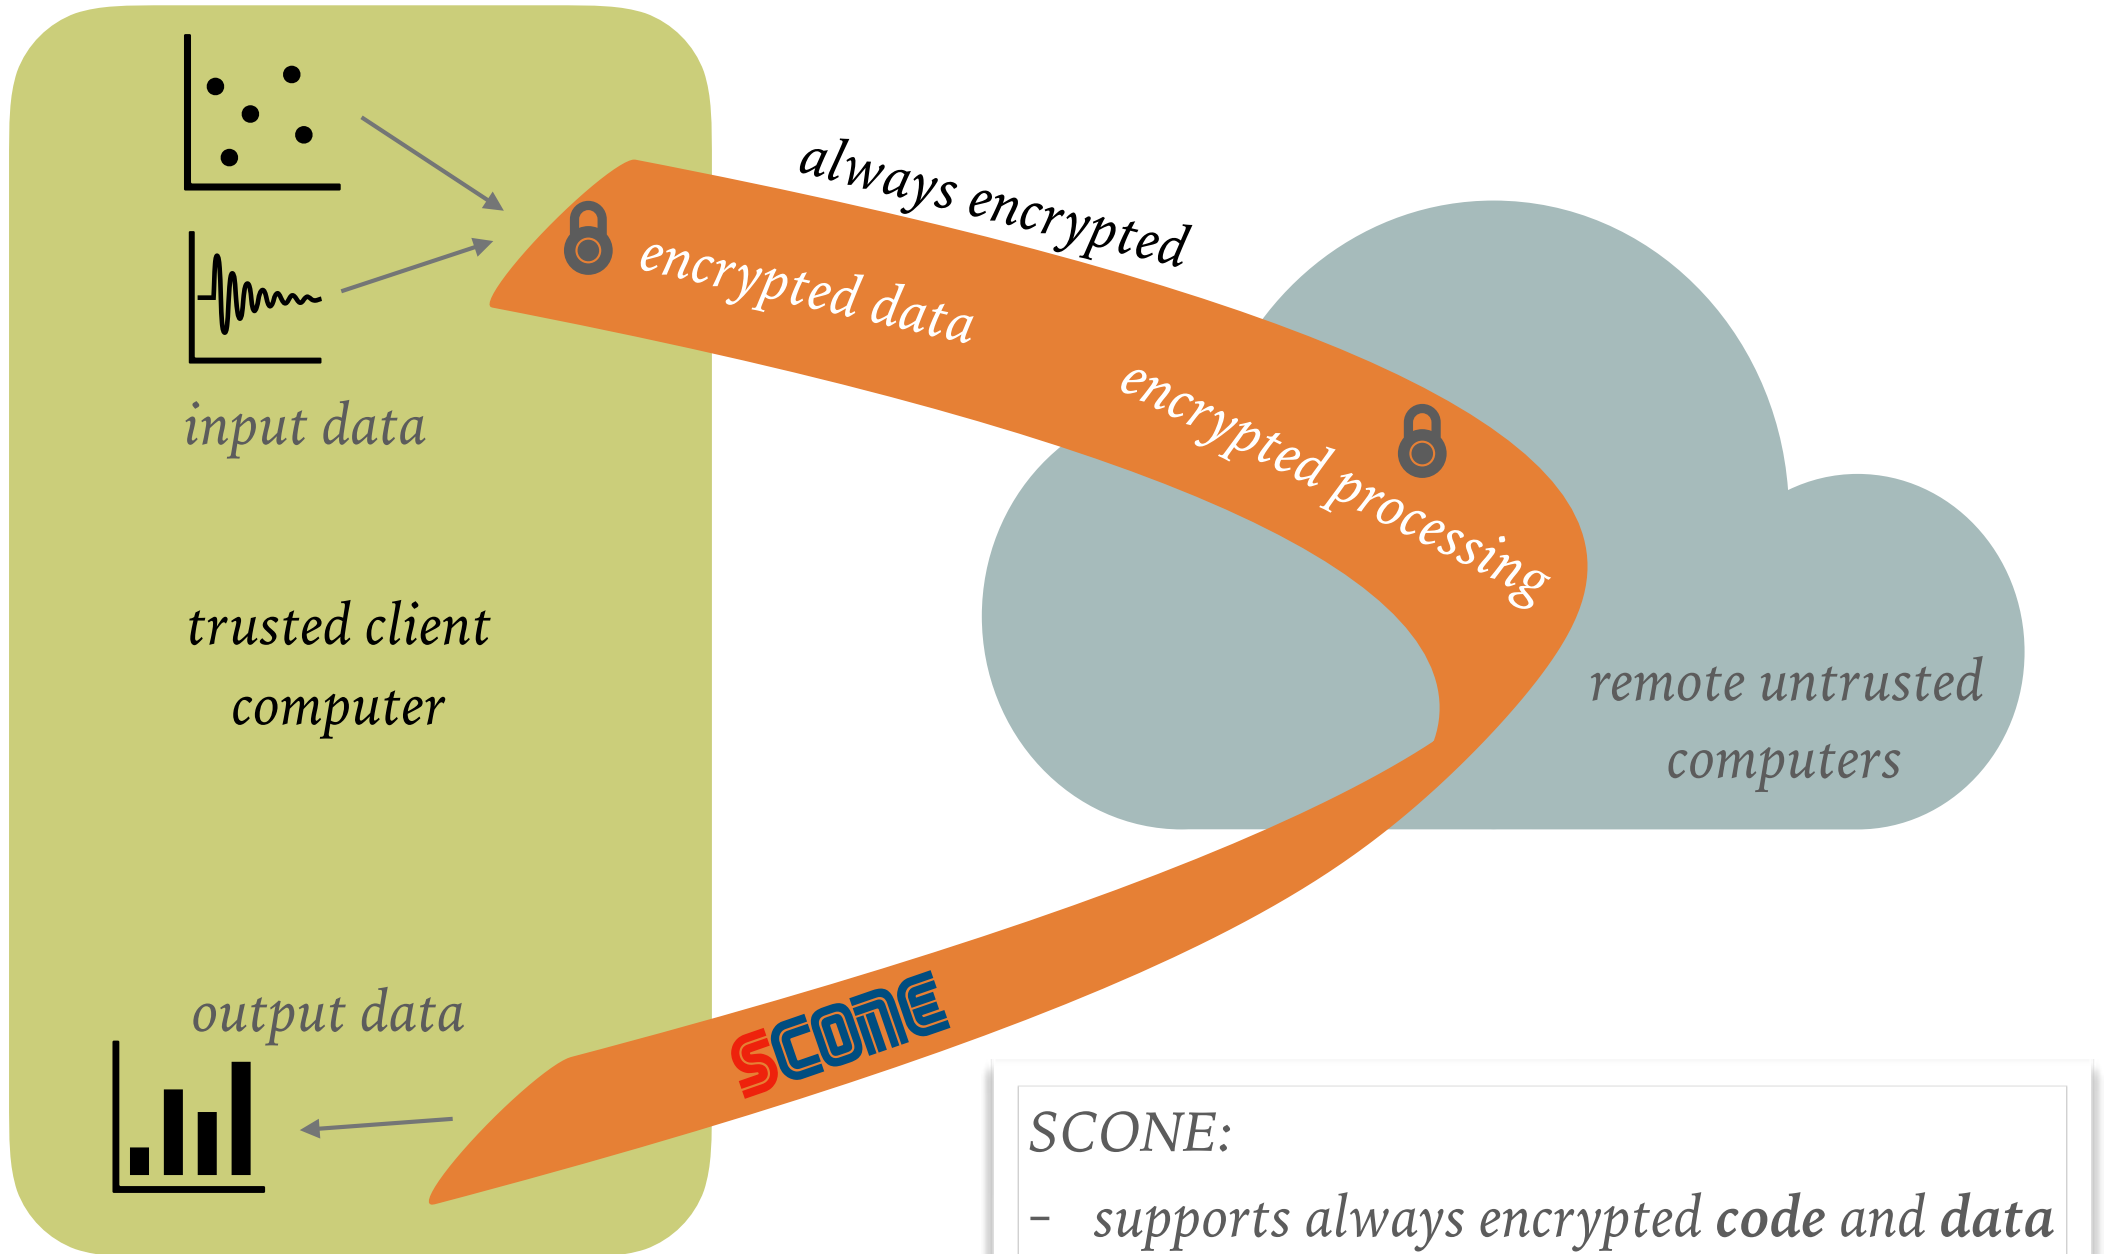 always encrypted
encrypted data
encrypted processing
input data
trusted client
computer
remote untrusted
computers
output data
SCONE
SCONE:
- supports always encrypted code and data